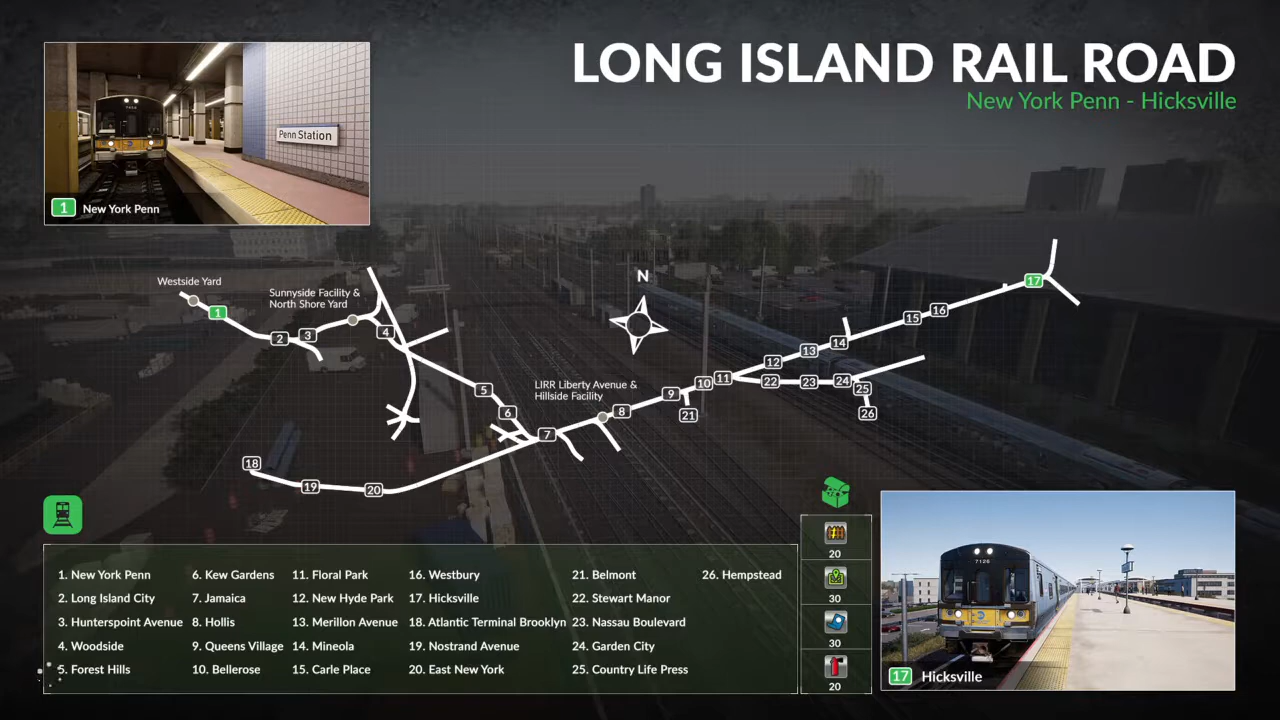 LONG ISLAND RAIL ROAD
New York Penn - Hicksville
Penn Station
1 New York Penn
N
Westside Yard
Sunnyside Facility &
North Shore Yard
LIRR Liberty Avenue &
Hillside Facility
1
2
3
4
5
6
7
8
9
10
11
12
13
14
15
16
17
18
19
20
21
22
23
24
25
26
1. New York Penn
2. Long Island City
3. Hunterspoint Avenue
4. Woodside
5. Forest Hills
6. Kew Gardens
7. Jamaica
8. Hollis
9. Queens Village
10. Bellerose
11. Floral Park
12. New Hyde Park
13. Merillon Avenue
14. Mineola
15. Carle Place
16. Westbury
17. Hicksville
18. Atlantic Terminal Brooklyn
19. Nostrand Avenue
20. East New York
21. Belmont
22. Stewart Manor
23. Nassau Boulevard
24. Garden City
25. Country Life Press
26. Hempstead
20
30
30
20
7126
17 Hicksville